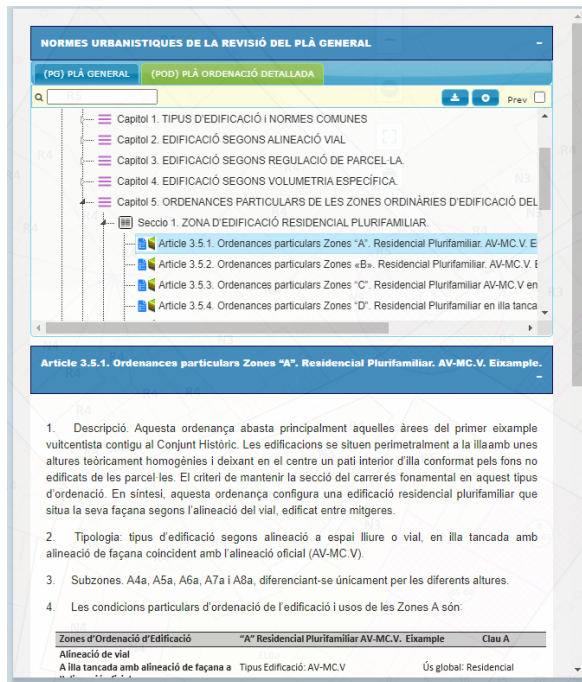 NORMES URBANISTIQUES DE LA REVISIÓ DEL PLÀ GENERAL –
(PG) PLÀ GENERAL (POD) PLÀ ORDENACIÓ DETALLADA
Prev
Capitol 1. TIPUS D'EDIFICACIÓ i NORMES COMUNES
Capitol 2. EDIFICACIÓ SEGONS ALINEACIÓ VIAL
Capitol 3. EDIFICACIÓ SEGONS REGULACIÓ DE PARCEL·LA.
Capitol 4. EDIFICACIÓ SEGONS VOLUMETRIA ESPECÍFICA.
Capitol 5. ORDENANCES PARTICULARS DE LES ZONES ORDINÀRIES D'EDIFICACIÓ DEL
Seccio 1. ZONA D'EDIFICACIÓ RESIDENCIAL PLURIFAMILIAR.
Article 3.5.1. Ordenances particulars Zones “A”. Residencial Plurifamiliar. AV-MC.V. E
Article 3.5.2. Ordenances particulars Zones «B». Residencial Plurifamiliar. AV-MC.V. E
Article 3.5.3. Ordenances particulars Zones “C”. Residencial Plurifamiliar AV-MC.V en
Article 3.5.4. Ordenances particulars Zones “D”. Residencial Plurifamiliar en illa tanca
Article 3.5.1. Ordenances particulars Zones “A”. Residencial Plurifamiliar. AV-MC.V. Eixample.
–
1. Descripció. Aquesta ordenança abasta principalment aquelles àrees del primer eixample
vuitcentista contigu al Conjunt Històric. Les edificacions se situen perimetralment a la illaamb unes
altures teòricament homogènies i deixant en el centre un pati interior d'illa conformat pels fons no
edificats de les parcel·les. El criteri de mantenir la secció del carrerés fonamental en aquest tipus
d'ordenació. En síntesi, aquesta ordenança configura una edificació residencial plurifamiliar que
situa la seva façana segons l'alineació del vial, edificat entre mitgeres.
2. Tipologia: tipus d'edificació segons alineació a espai lliure o vial, en illa tancada amb
alineació de façana coincident amb l'alineació oficial (AV-MC.V).
3. Subzones. A4a, A5a, A6a, A7a i A8a, diferenciant-se únicament per les diferents altures.
4. Les condicions particulars d'ordenació de l'edificació i usos de les Zones A són:
Zones d'Ordenació d'Edificació “A” Residencial Plurifamiliar AV-MC.V. Eixample Clau A
Alineació de vial
A illa tancada amb alineació de façana a Tipus Edificació: AV-MC.V Ús global: Residencial